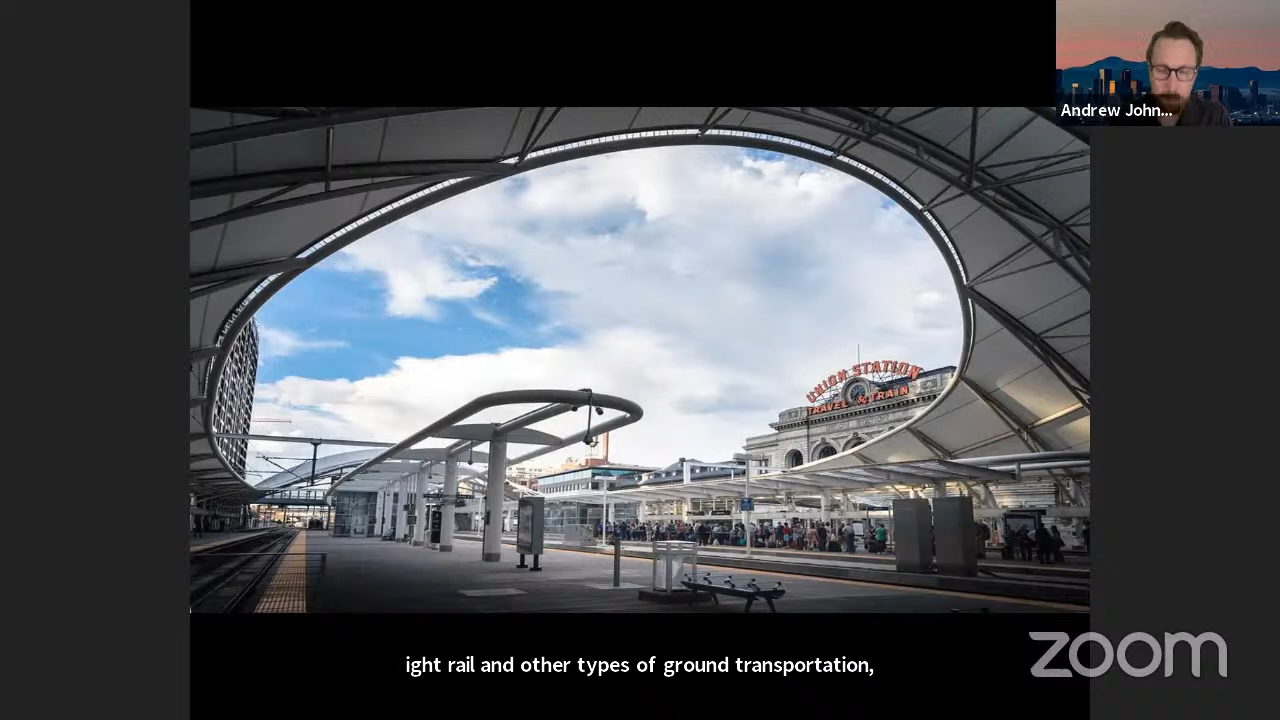 Andrew John...
UNION STATION
TRAVEL by TRAIN
ight rail and other types of ground transportation,
zoom